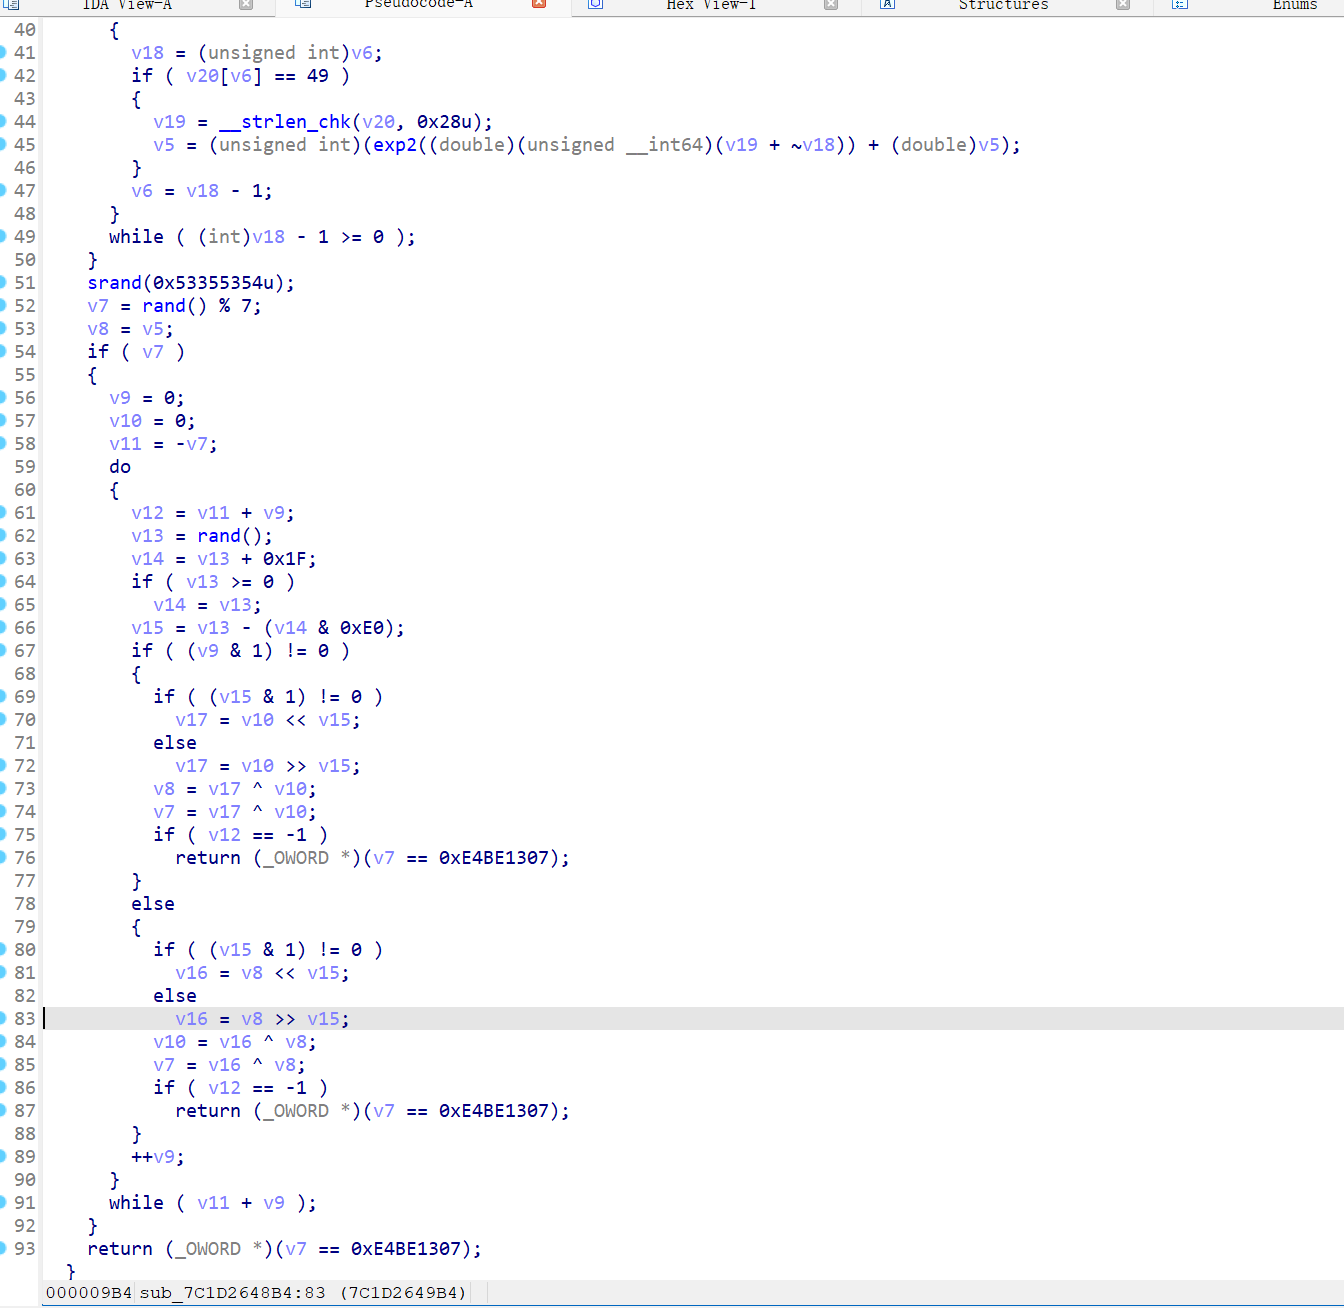 IDA View-A Pseudocode-A Hex View-1 Structures Enums
40 {
41 v18 = (unsigned int)v6;
42 if ( v20[v6] == 49 )
43 {
44 v19 = __strlen_chk(v20, 0x28u);
45 v5 = (unsigned int)(exp2((double)(unsigned __int64)(v19 + ~v18)) + (double)v5);
46 }
47 v6 = v18 - 1;
48 }
49 while ( (int)v18 - 1 >= 0 );
50 }
51 srand(0x53355354u);
52 v7 = rand() % 7;
53 v8 = v5;
54 if ( v7 )
55 {
56 v9 = 0;
57 v10 = 0;
58 v11 = -v7;
59 do
60 {
61 v12 = v11 + v9;
62 v13 = rand();
63 v14 = v13 + 0x1F;
64 if ( v13 >= 0 )
65 v14 = v13;
66 v15 = v13 - (v14 & 0xE0);
67 if ( (v9 & 1) != 0 )
68 {
69 if ( (v15 & 1) != 0 )
70 v17 = v10 << v15;
71 else
72 v17 = v10 >> v15;
73 v8 = v17 ^ v10;
74 v7 = v17 ^ v10;
75 if ( v12 == -1 )
76 return (_OWORD *)(v7 == 0xE4BE1307);
77 }
78 else
79 {
80 if ( (v15 & 1) != 0 )
81 v16 = v8 << v15;
82 else
83 v16 = v8 >> v15;
84 v10 = v16 ^ v8;
85 v7 = v16 ^ v8;
86 if ( v12 == -1 )
87 return (_OWORD *)(v7 == 0xE4BE1307);
88 }
89 ++v9;
90 }
91 while ( v11 + v9 );
92 }
93 return (_OWORD *)(v7 == 0xE4BE1307);
}
000009B4 sub_7C1D2648B4:83 (7C1D2649B4)